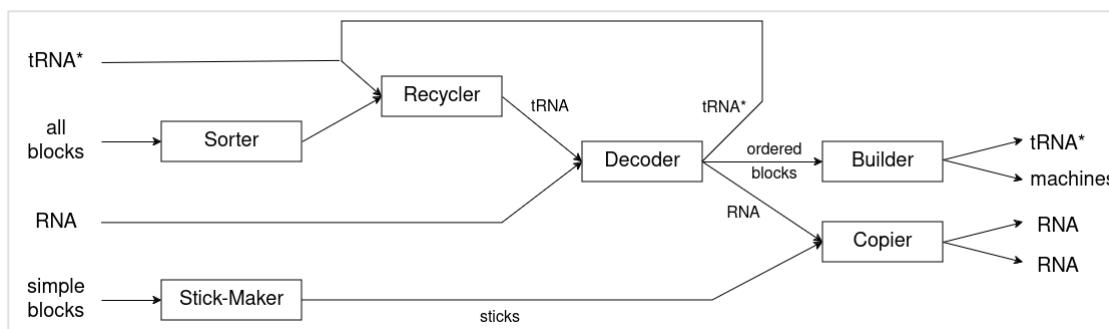 tRNA*
Recycler
tRNA
tRNA*
all
blocks
Sorter
Decoder
ordered
blocks
Builder
tRNA*
machines
RNA
RNA
Copier
RNA
RNA
simple
blocks
Stick-Maker
sticks